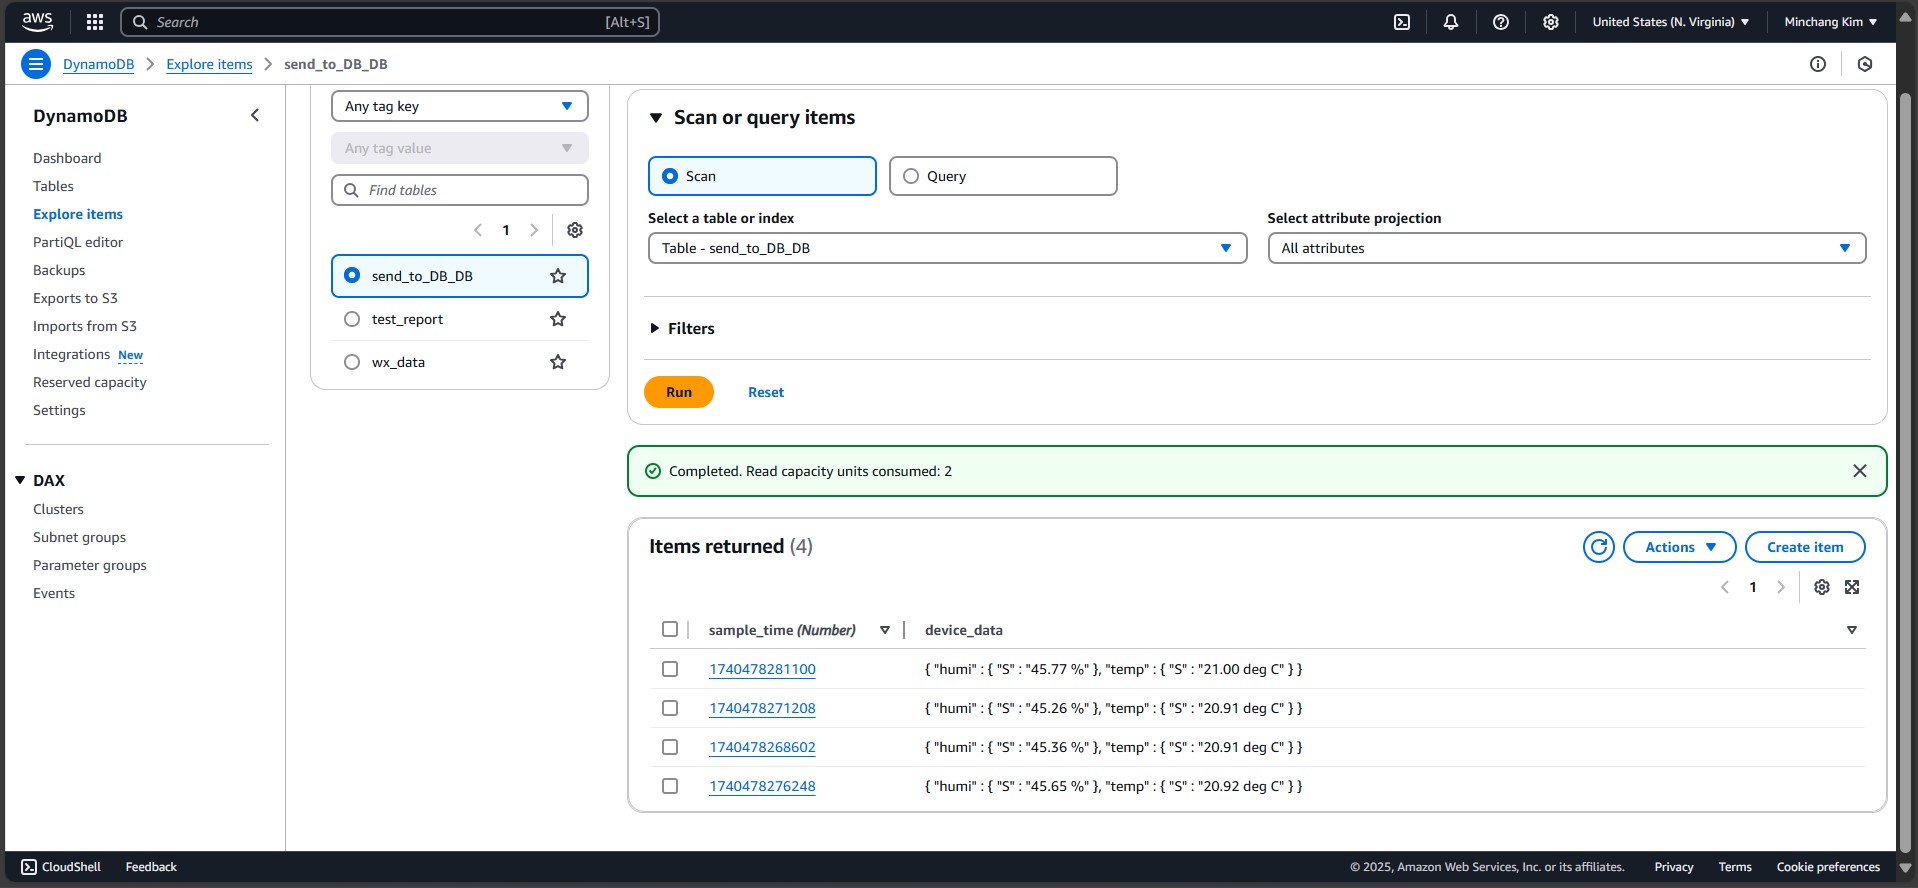 aws
Search [Alt+S]
United States (N. Virginia)
Minchang Kim
DynamoDB
Explore items
send_to_DB_DB
DynamoDB
Dashboard
Tables
Explore items
PartiQL editor
Backups
Exports to S3
Imports from S3
Integrations New
Reserved capacity
Settings
DAX
Clusters
Subnet groups
Parameter groups
Events
Any tag key
Any tag value
Find tables
1
send_to_DB_DB
test_report
wx_data
Scan or query items
Scan
Query
Select a table or index
Table - send_to_DB_DB
Select attribute projection
All attributes
Filters
Run
Reset
Completed. Read capacity units consumed: 2
Items returned (4)
Actions
Create item
1
sample_time (Number) device_data
1740478281100 { "humi" : { "S" : "45.77 %" }, "temp" : { "S" : "21.00 deg C" } }
1740478271208 { "humi" : { "S" : "45.26 %" }, "temp" : { "S" : "20.91 deg C" } }
1740478268602 { "humi" : { "S" : "45.36 %" }, "temp" : { "S" : "20.91 deg C" } }
1740478276248 { "humi" : { "S" : "45.65 %" }, "temp" : { "S" : "20.92 deg C" } }
CloudShell
Feedback
© 2025, Amazon Web Services, Inc. or its affiliates.
Privacy
Terms
Cookie preferences